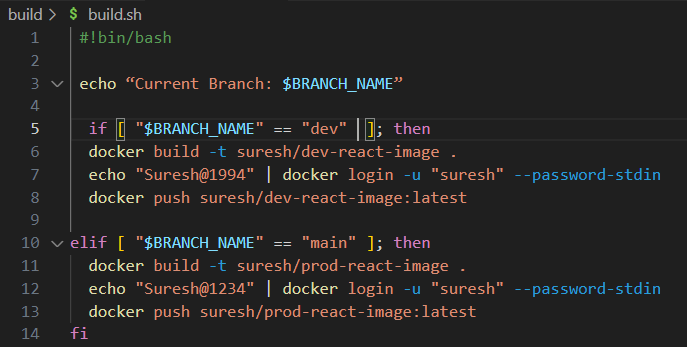 build > $ build.sh
1 #!bin/bash
2
3 echo “Current Branch: $BRANCH_NAME”
4
5 if [ "$BRANCH_NAME" == "dev" ]; then
6 docker build -t suresh/dev-react-image .
7 echo "Suresh@1994" | docker login -u "suresh" --password-stdin
8 docker push suresh/dev-react-image:latest
9
10 elif [ "$BRANCH_NAME" == "main" ]; then
11 docker build -t suresh/prod-react-image .
12 echo "Suresh@1234" | docker login -u "suresh" --password-stdin
13 docker push suresh/prod-react-image:latest
14 fi